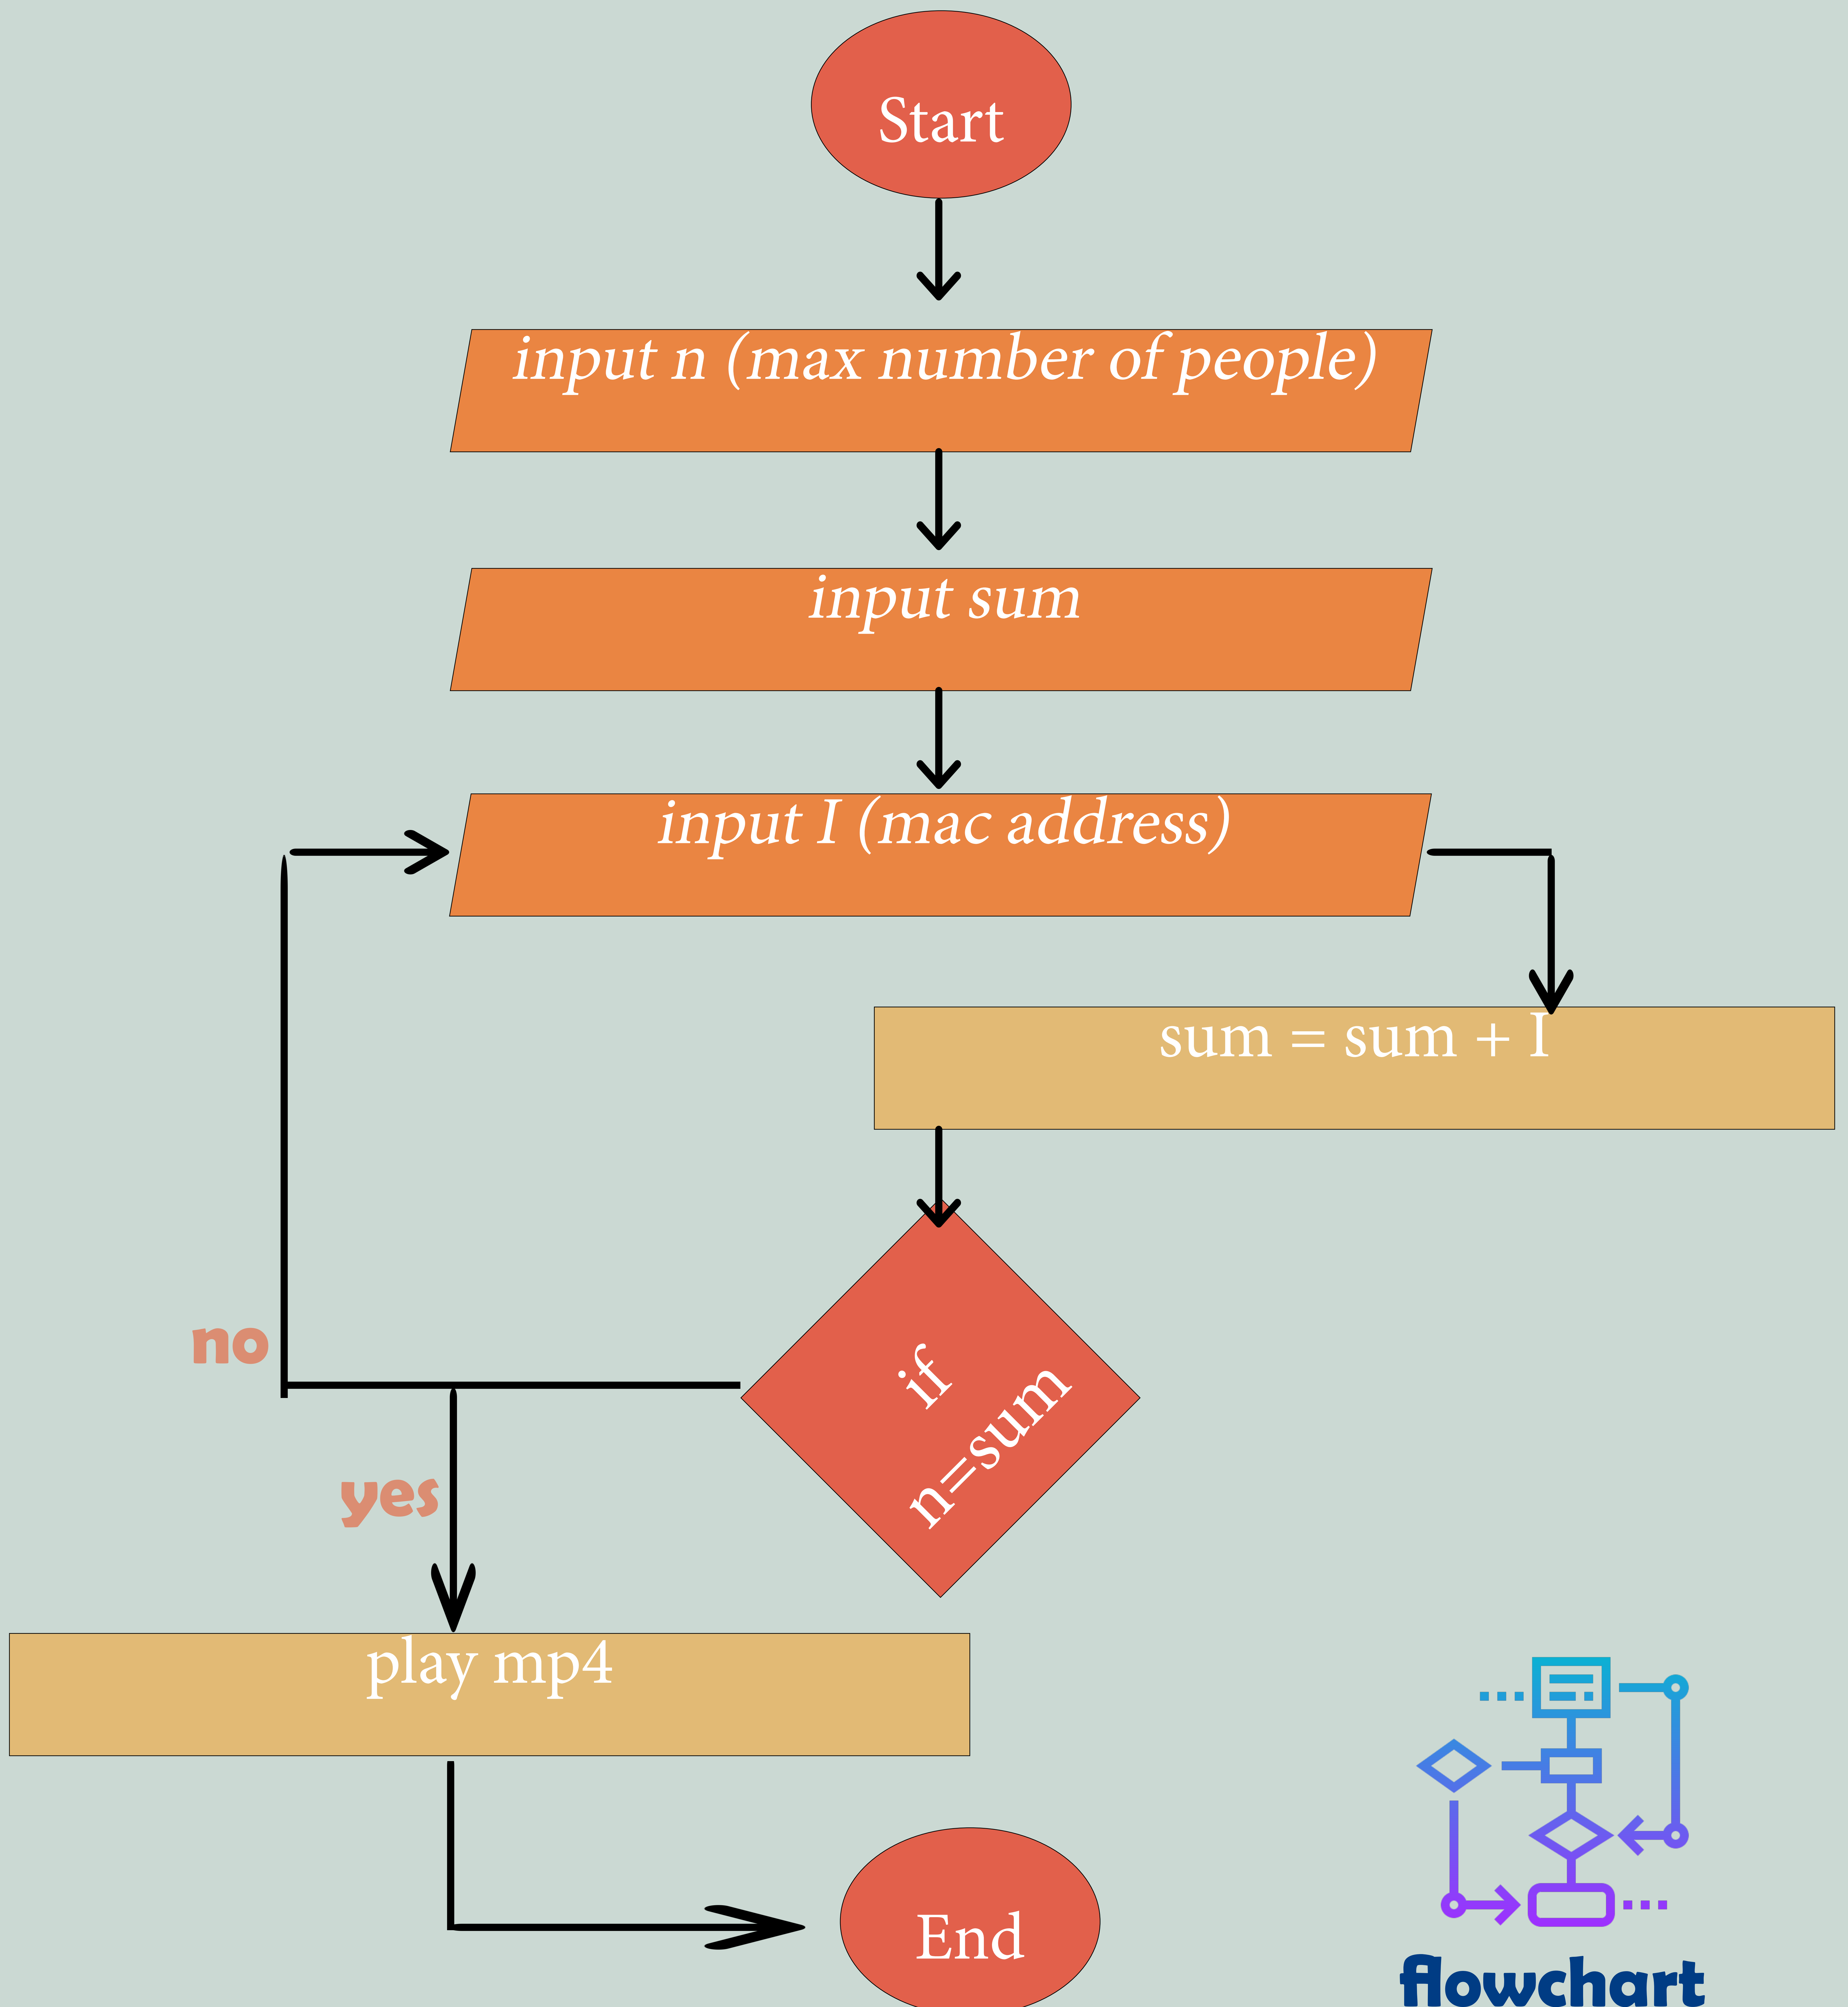 Start
input n (max number of people)
input sum
input I (mac address)
sum = sum + I
if
n=sum
no
yes
play mp4
End
flowchart